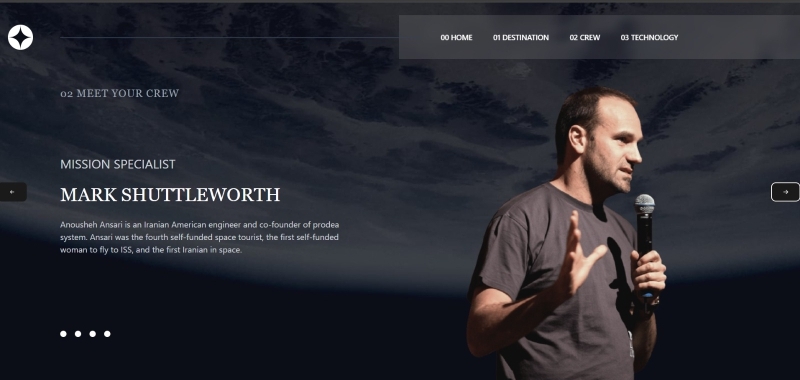 00 HOME 01 DESTINATION 02 CREW 03 TECHNOLOGY
02 MEET YOUR CREW
MISSION SPECIALIST
MARK SHUTTLEWORTH
Anousheh Ansari is an Iranian American engineer and co-founder of prodea
system. Ansari was the fourth self-funded space tourist, the first self-funded
woman to fly to ISS, and the first Iranian in space.